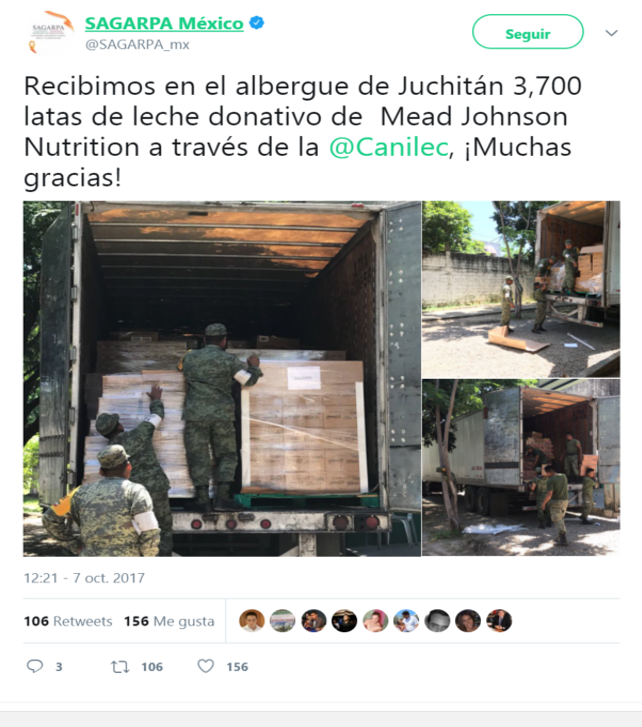 SAGARPA
SAGARPA México
@SAGARPA_mx
Seguir
Recibimos en el albergue de Juchitán 3,700
latas de leche donativo de  Mead Johnson
Nutrition a través de la @Canilec, ¡Muchas
gracias!
12:21 - 7 oct. 2017
106 Retweets 156 Me gusta
3 106 156